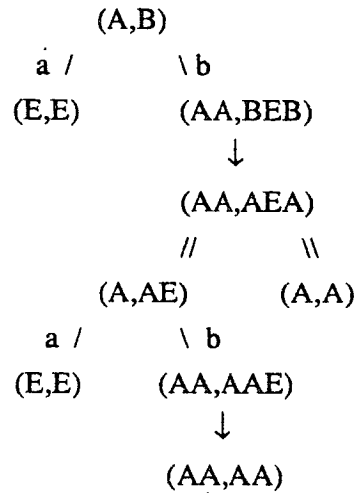 (A,B)
a / \ b
(E,E) (AA,BEB)
↓
(AA,AEA)
// \\
(A,AE) (A,A)
a / \ b
(E,E) (AA,AAE)
↓
(AA,AA)